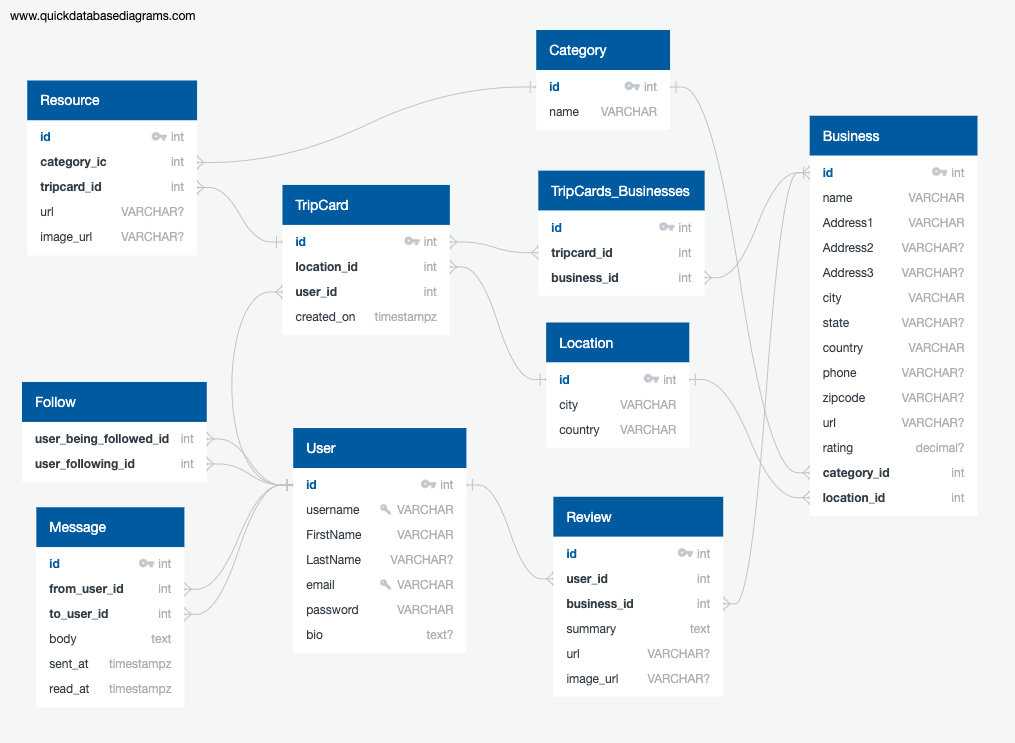 www.quickdatabasediagrams.com
Resource
id int
category_ic int
tripcard_id int
url VARCHAR?
image_url VARCHAR?
TripCard
id int
location_id int
user_id int
created_on timestampz
Category
id int
name VARCHAR
TripCards_Businesses
id int
tripcard_id int
business_id int
Location
id int
city VARCHAR
country VARCHAR
Business
id int
name VARCHAR
Address1 VARCHAR
Address2 VARCHAR?
Address3 VARCHAR?
city VARCHAR
state VARCHAR?
country VARCHAR
phone VARCHAR?
zipcode VARCHAR?
url VARCHAR?
rating decimal?
category_id int
location_id int
Follow
user_being_followed_id int
user_following_id int
Message
id int
from_user_id int
to_user_id int
body text
sent_at timestampz
read_at timestampz
User
id int
username VARCHAR
FirstName VARCHAR
LastName VARCHAR?
email VARCHAR
password VARCHAR
bio text?
Review
id int
user_id int
business_id int
summary text
url VARCHAR?
image_url VARCHAR?